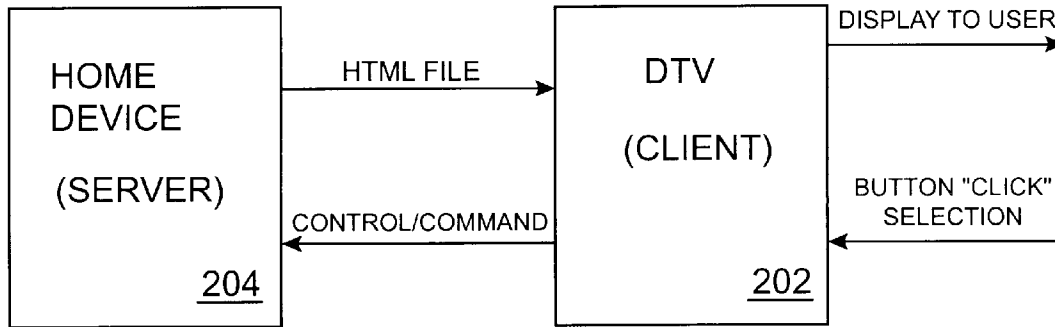 HOME
DEVICE
(SERVER)
204
HTML FILE
CONTROL/COMMAND
DTV
(CLIENT)
202
DISPLAY TO USER
BUTTON "CLICK"
SELECTION